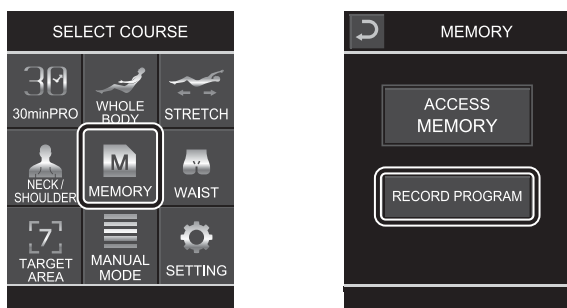 SELECT COURSE
30
30minPRO
WHOLE
BODY
STRETCH
NECK/
SHOULDER
M
MEMORY
WAIST
7
TARGET
AREA
MANUAL
MODE
SETTING
MEMORY
ACCESS
MEMORY
RECORD PROGRAM